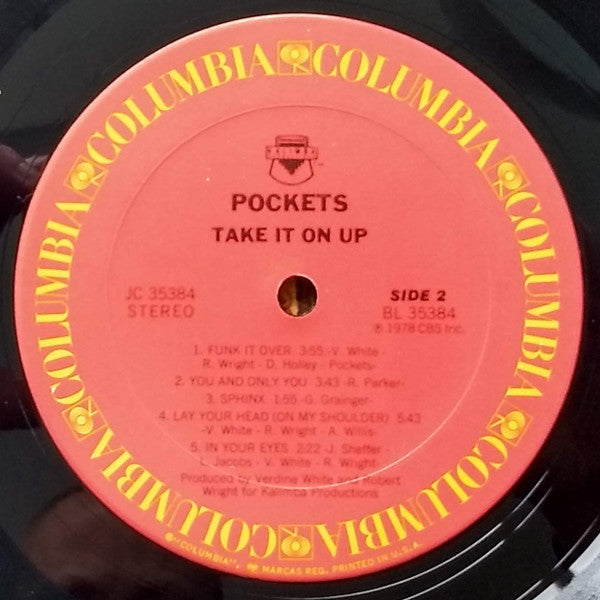 COLUMBIA COLUMBIA COLUMBIA COLUMBIA COLUMBIA COLUMBIA
POCKETS
TAKE IT ON UP
JC 35384
STEREO
SIDE 2
BL 35384
℗ 1978 CBS Inc.
1. FUNK IT OVER 3:55 -V. White -
R. Wright - D. Holley - Pockets-
2. YOU AND ONLY YOU 3:43 -R. Parker-
3. SPHINX 1:55 -G. Grainger-
4. LAY YOUR HEAD (ON MY SHOULDER) 5:43
-V. White - R. Wright - A. Willis-
5. IN YOUR EYES 2:22 -J. Sheffer -
L. Jacobs - V. White - R. Wright-
Produced by Verdine White and Robert
Wright for Kalimba Productions
®-"COLUMBIA", MARCAS REG. PRINTED IN U.S.A.